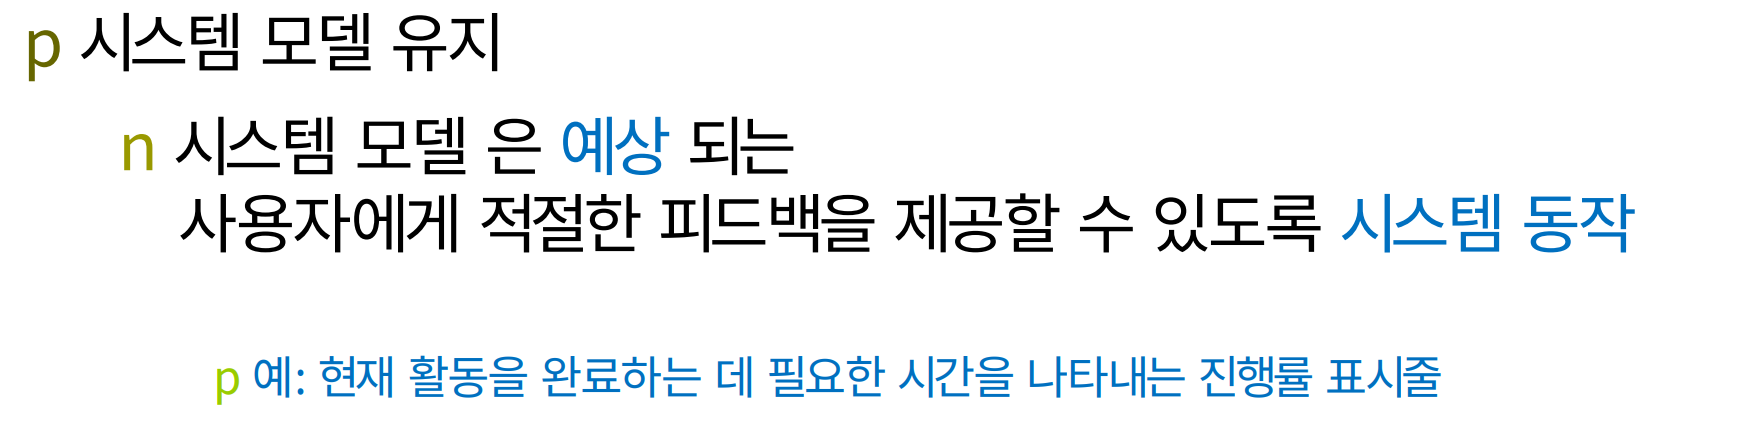 p 시스템 모델 유지
n 시스템 모델 은 예상 되는
사용자에게 적절한 피드백을 제공할 수 있도록 시스템 동작
p 예: 현재 활동을 완료하는 데 필요한 시간을 나타내는 진행률 표시줄